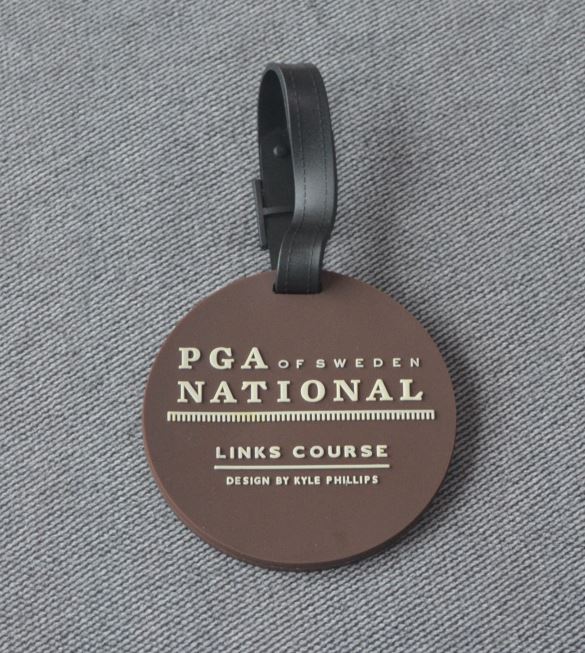 PGA OF SWEDEN
NATIONAL
LINKS COURSE
DESIGN BY KYLE PHILLIPS